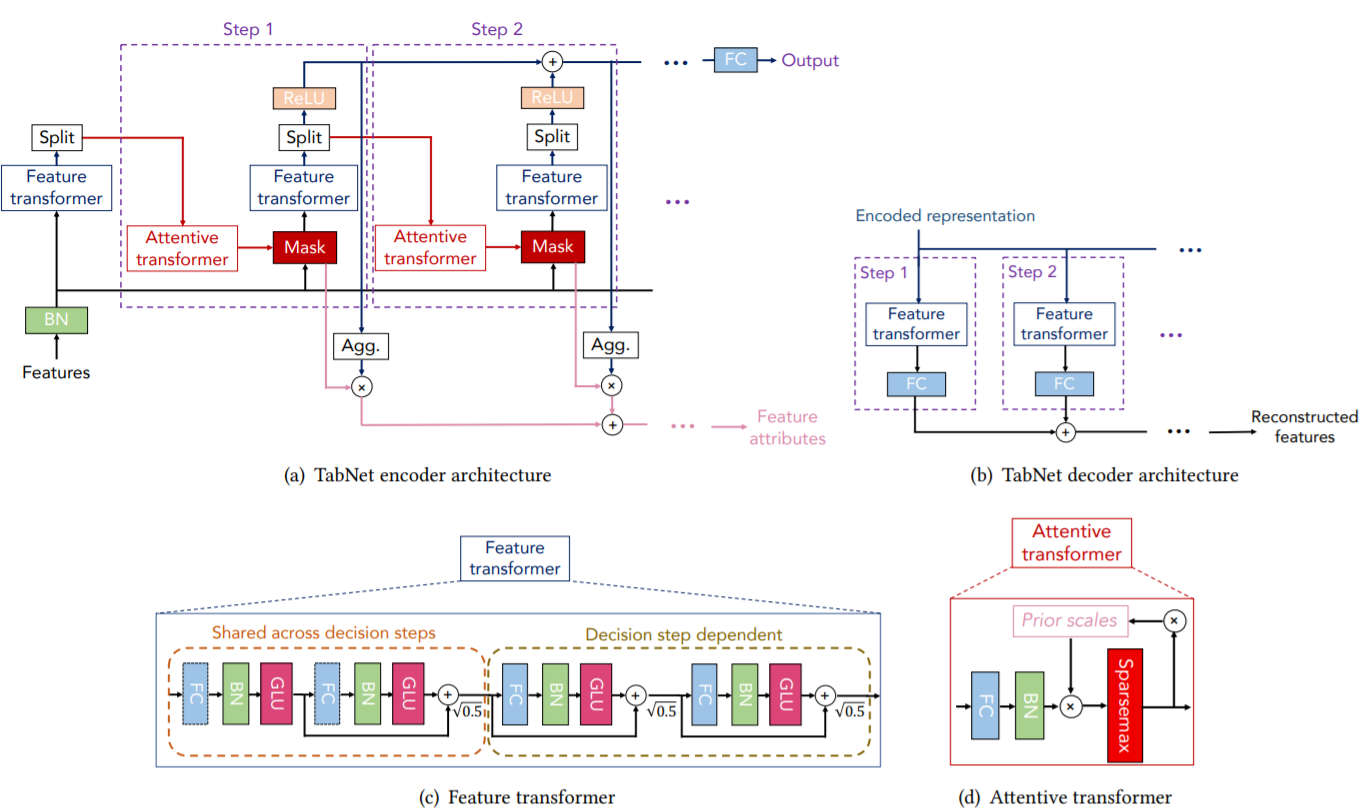 Step 1
Step 2
... FC Output
ReLU
ReLU
+
Split
Split
Split
Feature
transformer
Feature
transformer
Feature
transformer
...
Attentive
transformer
Mask
Attentive
transformer
Mask
BN
Features
Agg.
Agg.
×
×
+
...
Feature
attributes
(a) TabNet encoder architecture
Encoded representation
...
Step 1
Step 2
Feature
transformer
Feature
transformer
...
FC
FC
+
...
Reconstructed
features
(b) TabNet decoder architecture
Feature
transformer
Shared across decision steps
Decision step dependent
FC
BN
GLU
FC
BN
GLU
+
√0.5
FC
BN
GLU
+
√0.5
FC
BN
GLU
+
√0.5
(c) Feature transformer
Attentive
transformer
Prior scales
×
FC
BN
×
Sparsemax
(d) Attentive transformer